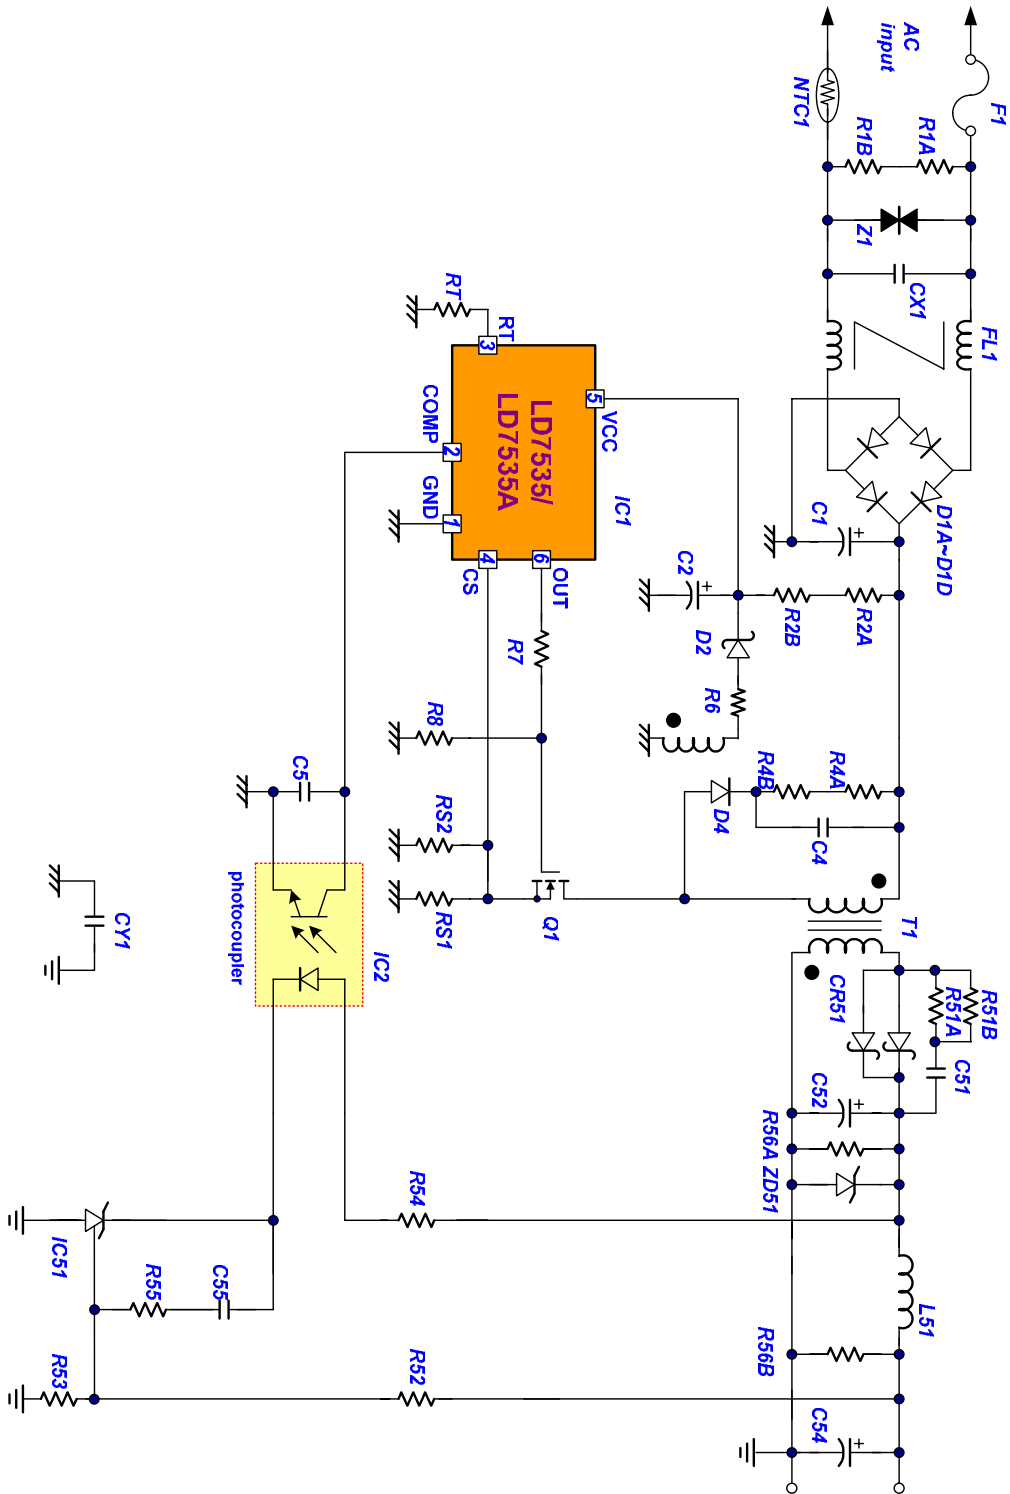 AC
input
F1
NTC1
R1A
R1B
Z1
CX1
FL1
D1A~D1D
C1
+
R2A
R2B
C2
+
D2
R6
R4A
R4B
C4
D4
T1
RT
RT
3
5
VCC
IC1
LD7535/
LD7535A
COMP
2
GND
1
4
CS
6
OUT
R7
R8
RS2
RS1
Q1
C5
photocoupler
IC2
CY1
CR51
R51A
R51B
C51
C52
+
R56A
ZD51
R54
L51
R56B
C54
+
R52
IC51
R55
C55
R53